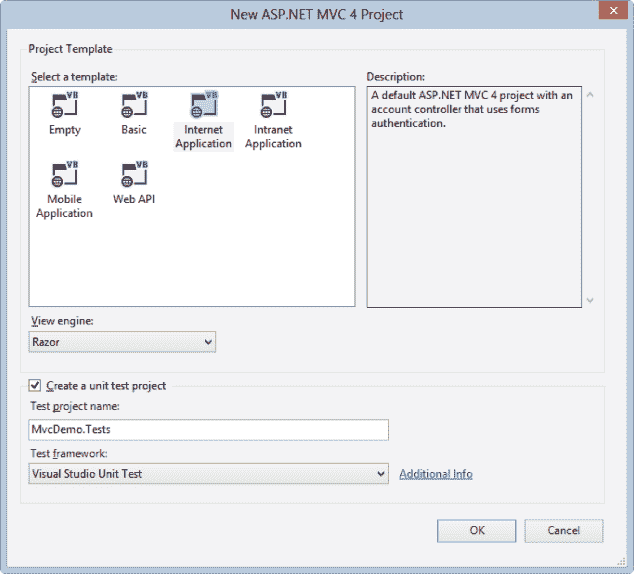 New ASP.NET MVC 4 Project
x
Project Template
Select a template:
Description:
VB
VB
VB
VB
Empty
Basic
Internet
Application
Intranet
Application
VB
VB
Mobile
Application
Web API
A default ASP.NET MVC 4 project with an
account controller that uses forms
authentication.
View engine:
Razor
Create a unit test project
Test project name:
MvcDemo.Tests
Test framework:
Visual Studio Unit Test
Additional Info
OK
Cancel